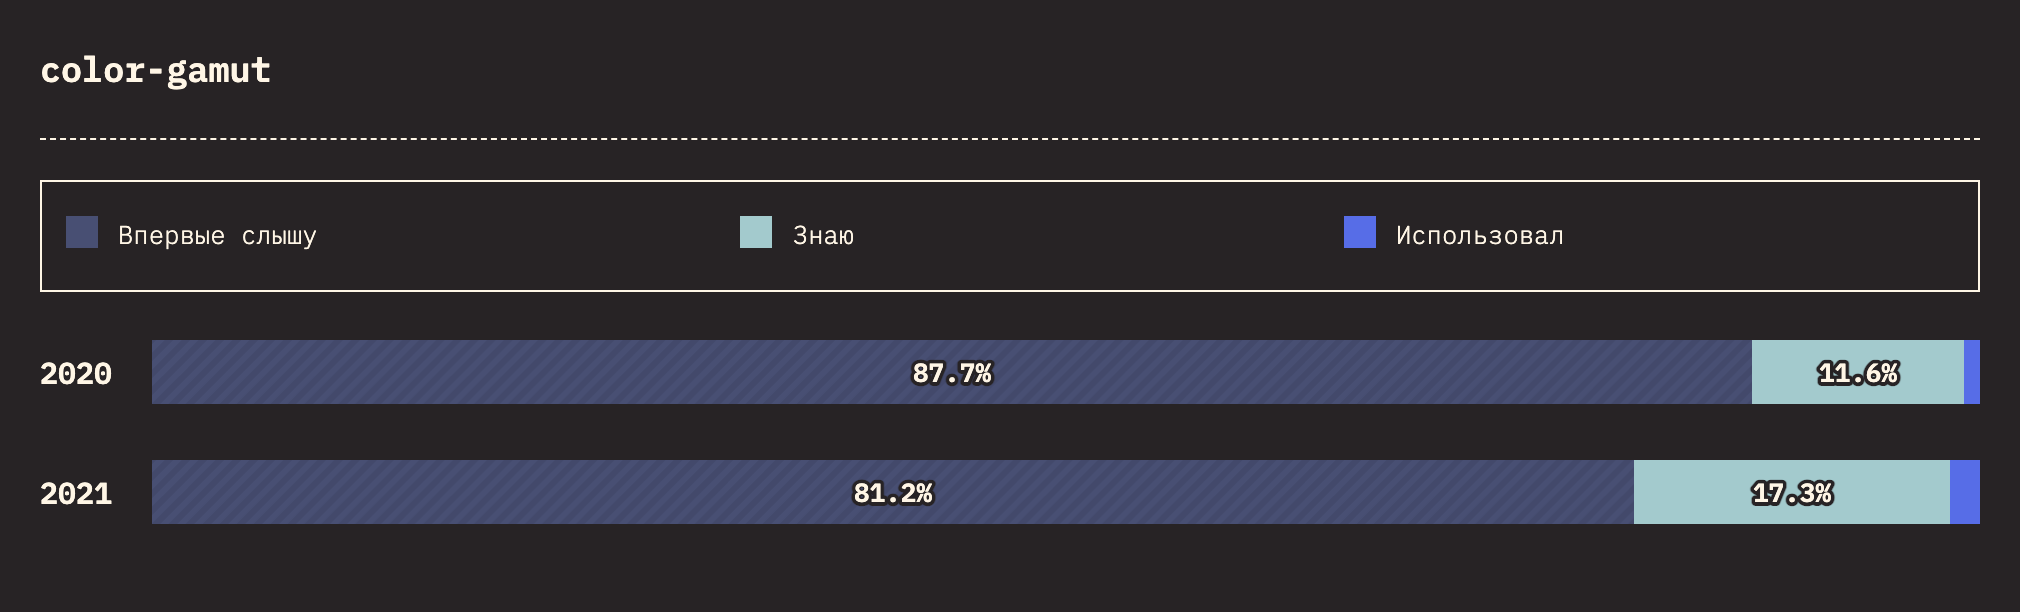 color-gamut
Впервые слышу
Знаю
Использовал
2020
87.7%
11.6%
2021
81.2%
17.3%